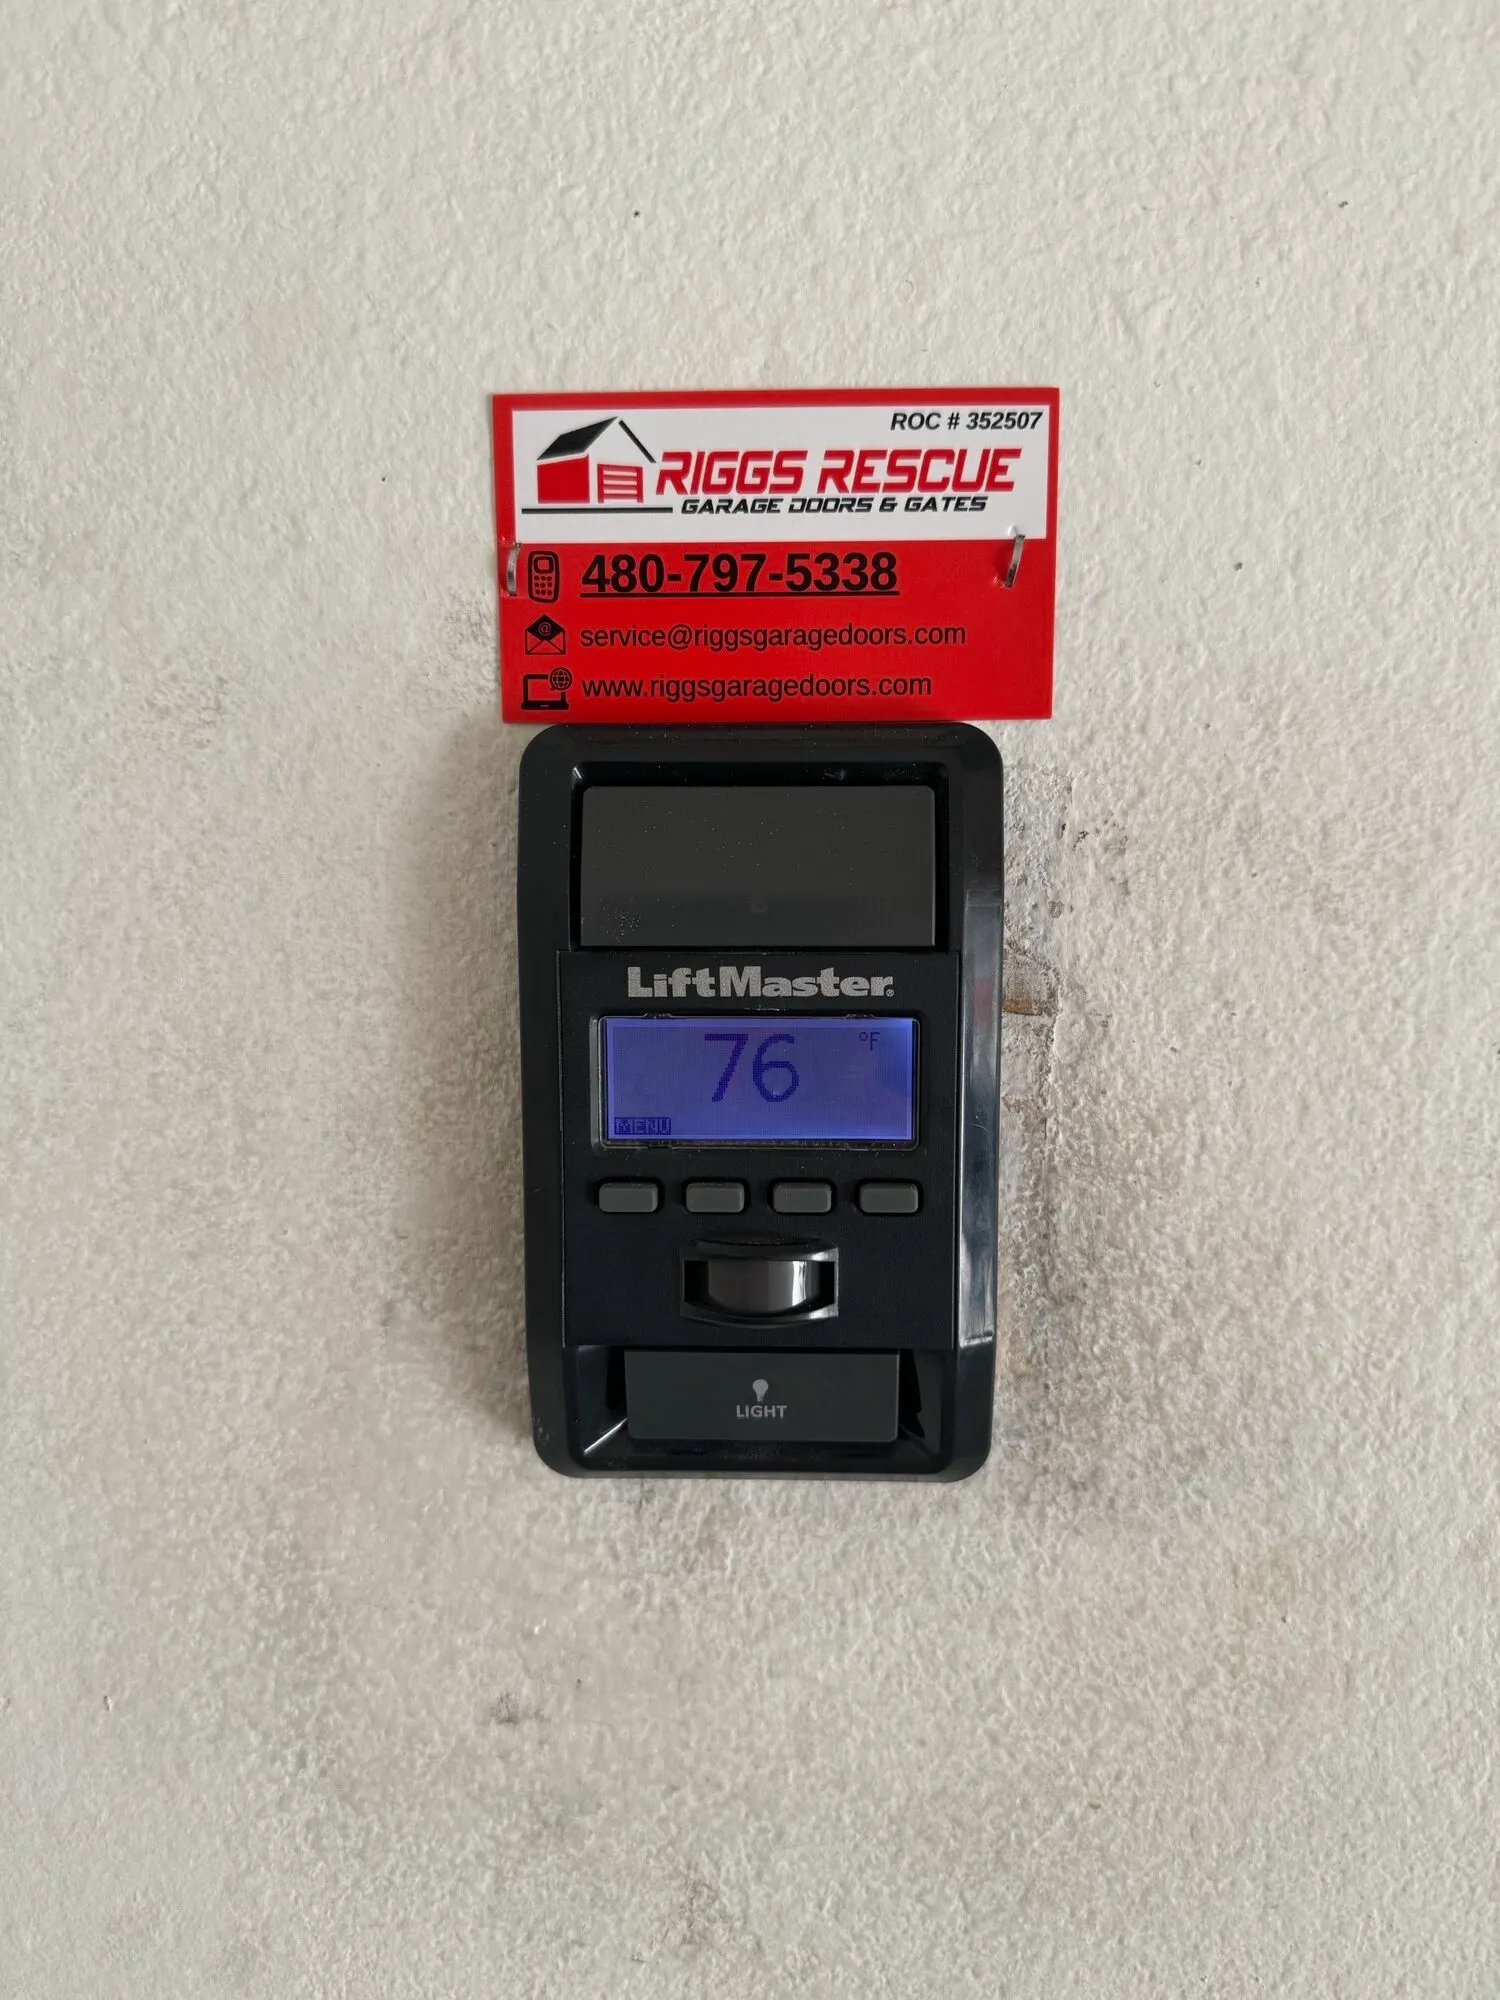 ROC # 352507
RIGGS RESCUE
GARAGE DOORS & GATES
480-797-5338
@
service@riggsgaragedoors.com
www.riggsgaragedoors.com
LiftMaster®
76 °F
MENU
LIGHT